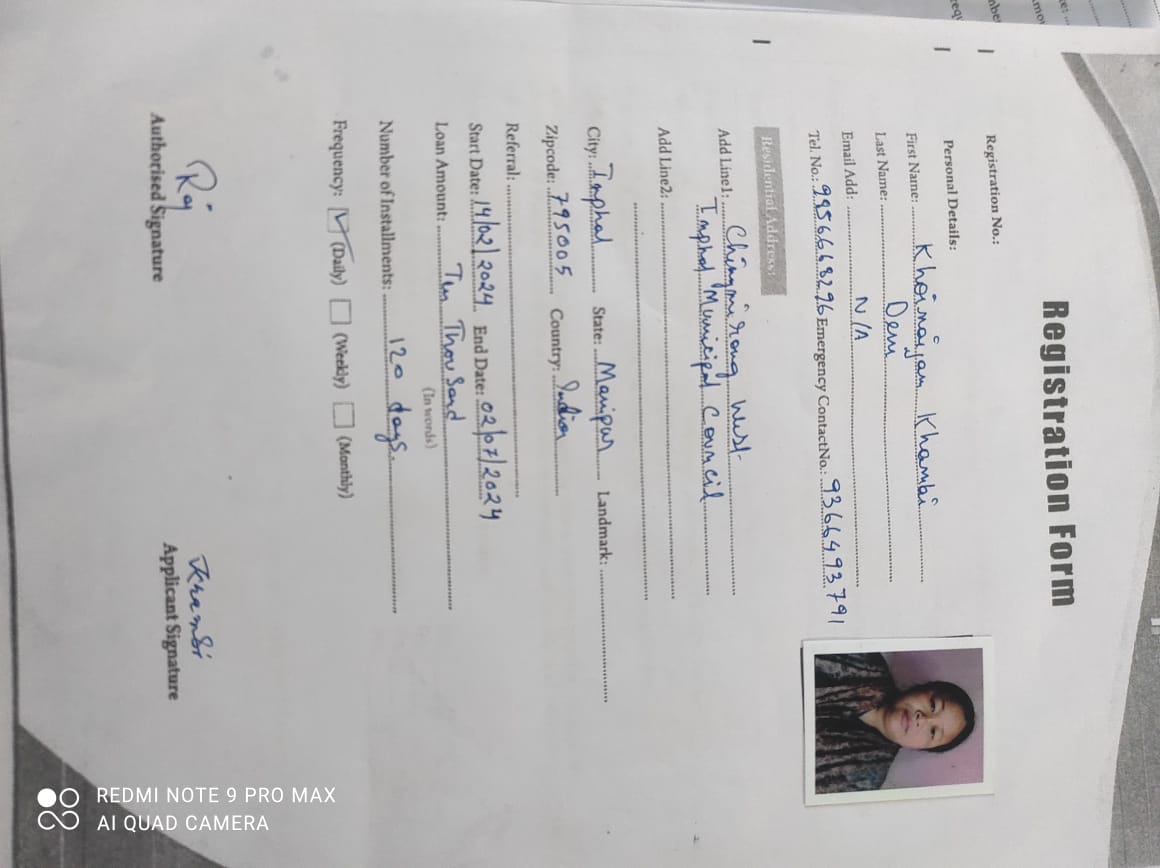 Registration Form
Registration No.:
Personal Details:
First Name: Khoinaijam Khambi
Last Name: Devi
Email Add: N/A
Tel. No.: 9956668296 Emergency ContactNo.: 9366493791
Residential Address:
Add Line1: Chingmeirong West
Imphal Municipal Council
Add Line2:
City: Imphal State: Manipur Landmark:
Zipcode: 795005 Country: India
Referral:
Start Date: 14/02/2024 End Date: 02/07/2024
Loan Amount: Ten Thousand
(In words)
Number of Installments: 120 days.
Frequency: (Daily) (Weekly) (Monthly)
Raj Khambi
Authorised Signature Applicant Signature
REDMI NOTE 9 PRO MAX
AI QUAD CAMERA